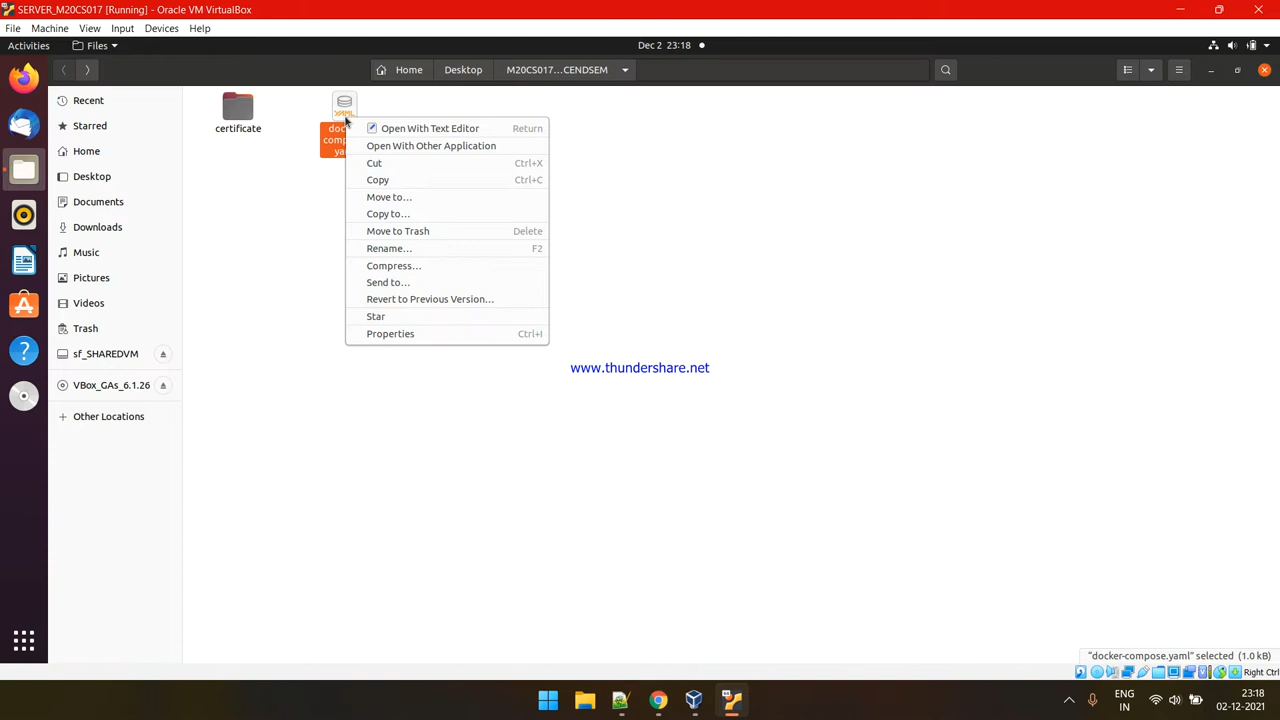 SERVER_M20CS017 [Running] - Oracle VM VirtualBox
File Machine View Input Devices Help
Activities Files Dec 2 23:18
Home Desktop M20CS017...CENDSEM
Recent
Starred
Home
Desktop
Documents
Downloads
Music
Pictures
Videos
Trash
sf_SHAREDVM
VBox_GAs_6.1.26
Other Locations
certificate
YAML
Open With Text Editor Return
Open With Other Application
Cut Ctrl+X
Copy Ctrl+C
Move to...
Copy to...
Move to Trash Delete
Rename... F2
Compress...
Send to...
Revert to Previous Version...
Star
Properties Ctrl+I
www.thundershare.net
"docker-compose.yaml" selected (1.0 kB)
Right Ctrl
ENG
IN
23:18
02-12-2021